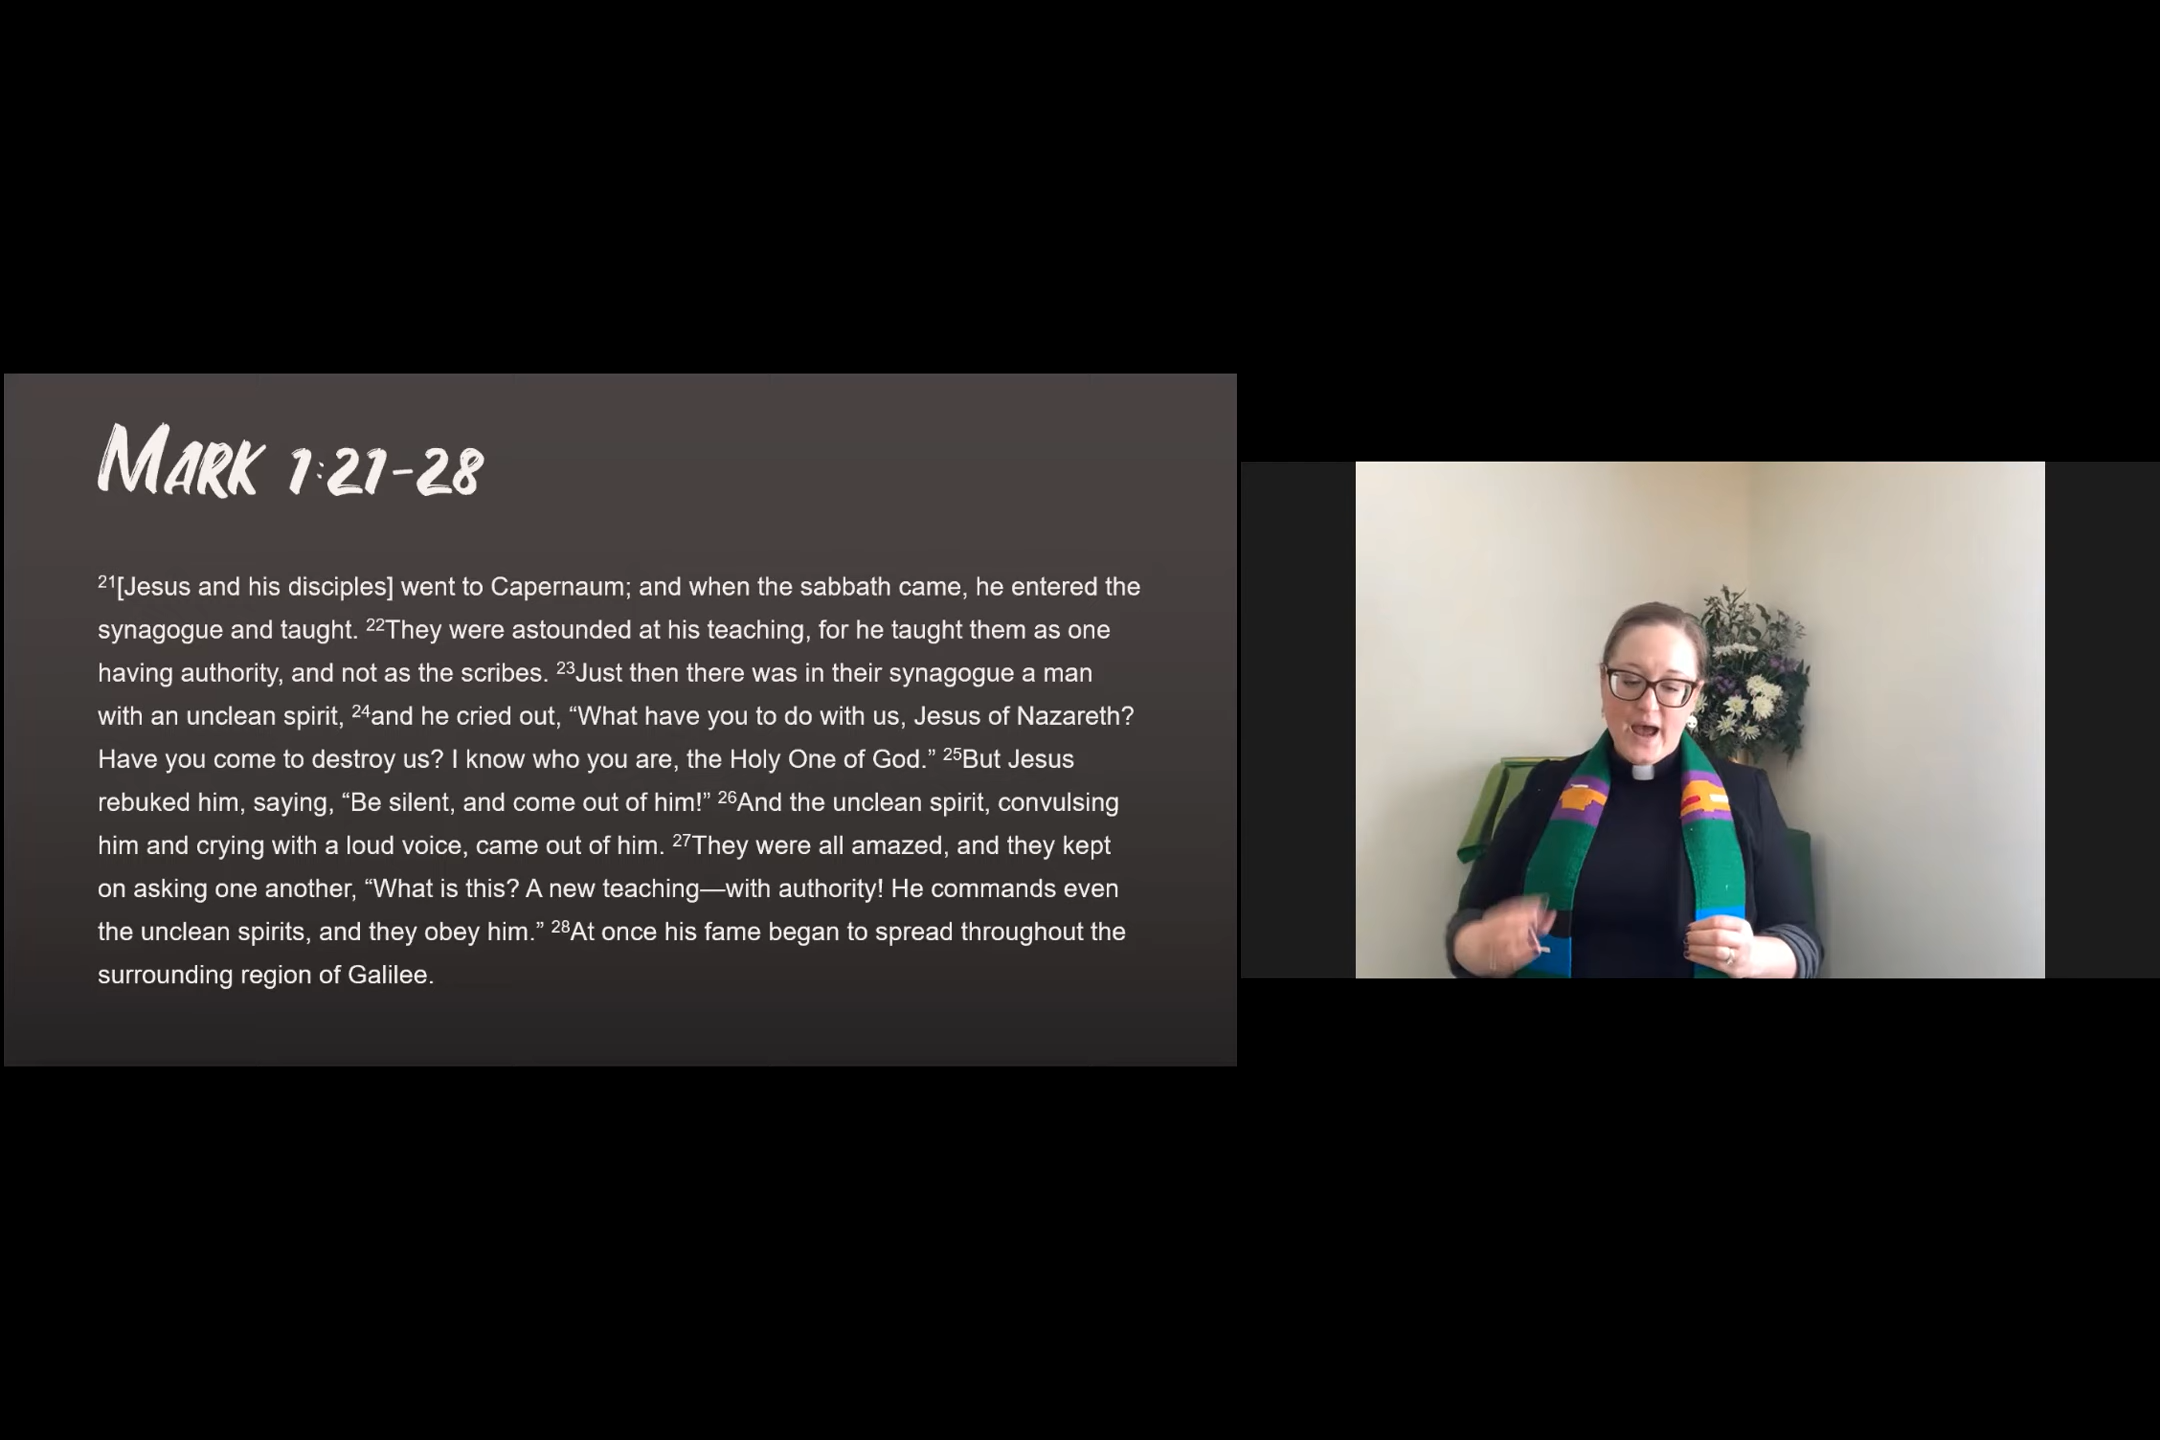 MARK 1:21-28
21[Jesus and his disciples] went to Capernaum; and when the sabbath came, he entered the
synagogue and taught. 22They were astounded at his teaching, for he taught them as one
having authority, and not as the scribes. 23Just then there was in their synagogue a man
with an unclean spirit, 24and he cried out, “What have you to do with us, Jesus of Nazareth?
Have you come to destroy us? I know who you are, the Holy One of God.” 25But Jesus
rebuked him, saying, “Be silent, and come out of him!” 26And the unclean spirit, convulsing
him and crying with a loud voice, came out of him. 27They were all amazed, and they kept
on asking one another, “What is this? A new teaching—with authority! He commands even
the unclean spirits, and they obey him.” 28At once his fame began to spread throughout the
surrounding region of Galilee.